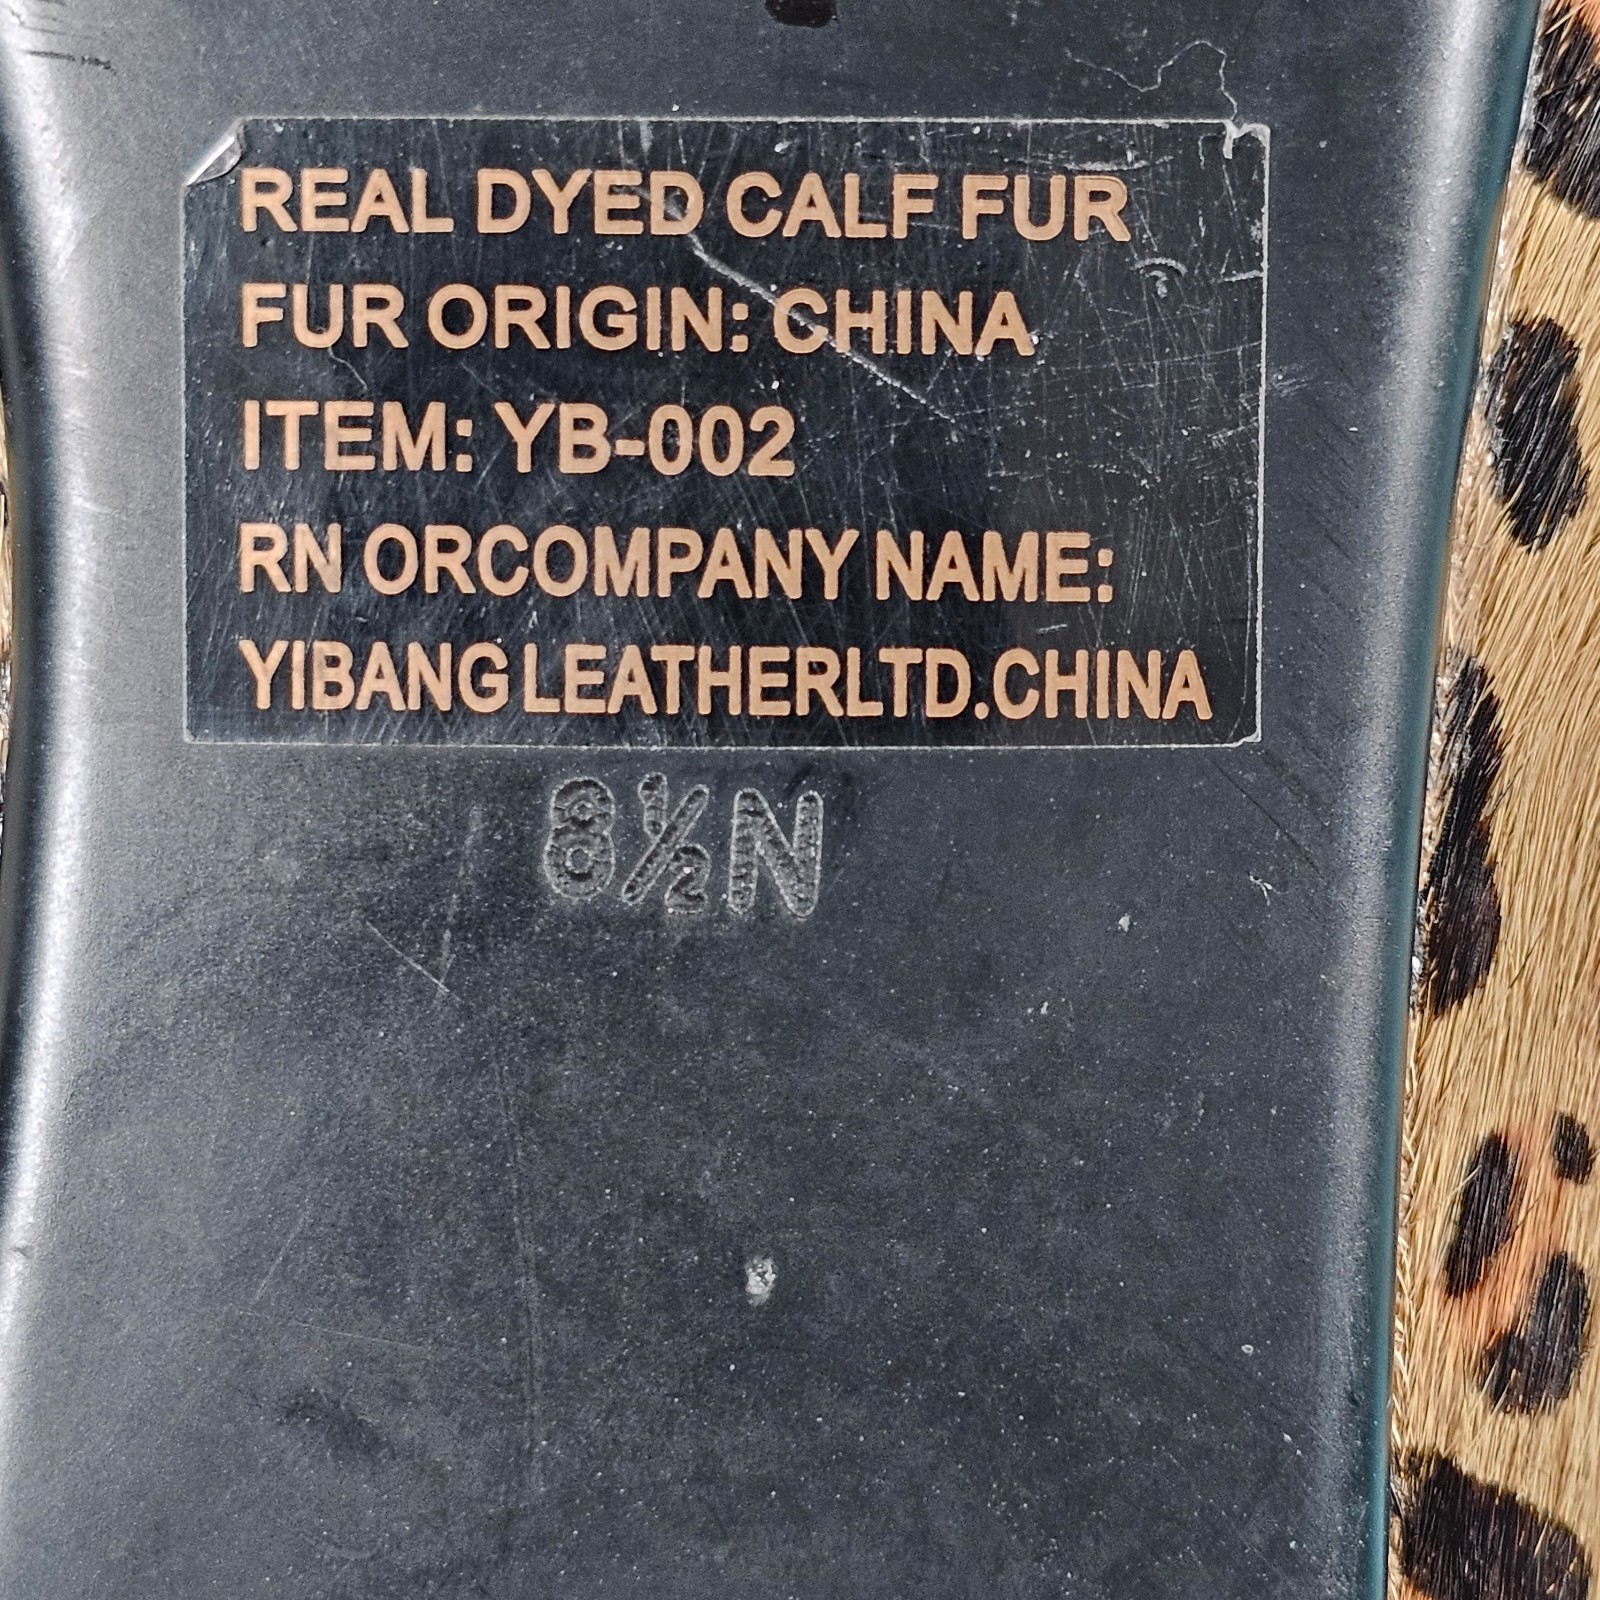 REAL DYED CALF FUR
FUR ORIGIN: CHINA
ITEM: YB-002
RN ORCOMPANY NAME:
YIBANG LEATHERLTD.CHINA
8½N